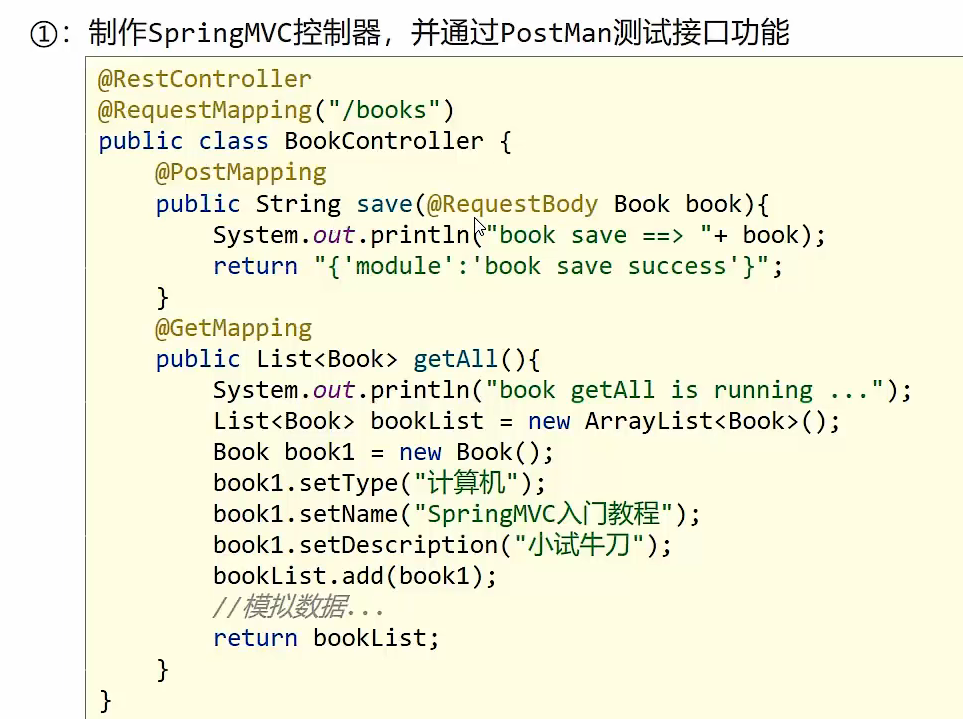 ①：制作SpringMVC控制器，并通过PostMan测试接口功能
@RestController
@RequestMapping("/books")
public class BookController {
    @PostMapping
    public String save(@RequestBody Book book){
        System.out.println("book save ==> "+ book);
        return "{'module':'book save success'}";
    }
    @GetMapping
    public List<Book> getAll(){
        System.out.println("book getAll is running ...");
        List<Book> bookList = new ArrayList<Book>();
        Book book1 = new Book();
        book1.setType("计算机");
        book1.setName("SpringMVC入门教程");
        book1.setDescription("小试牛刀");
        bookList.add(book1);
        //模拟数据...
        return bookList;
    }
}